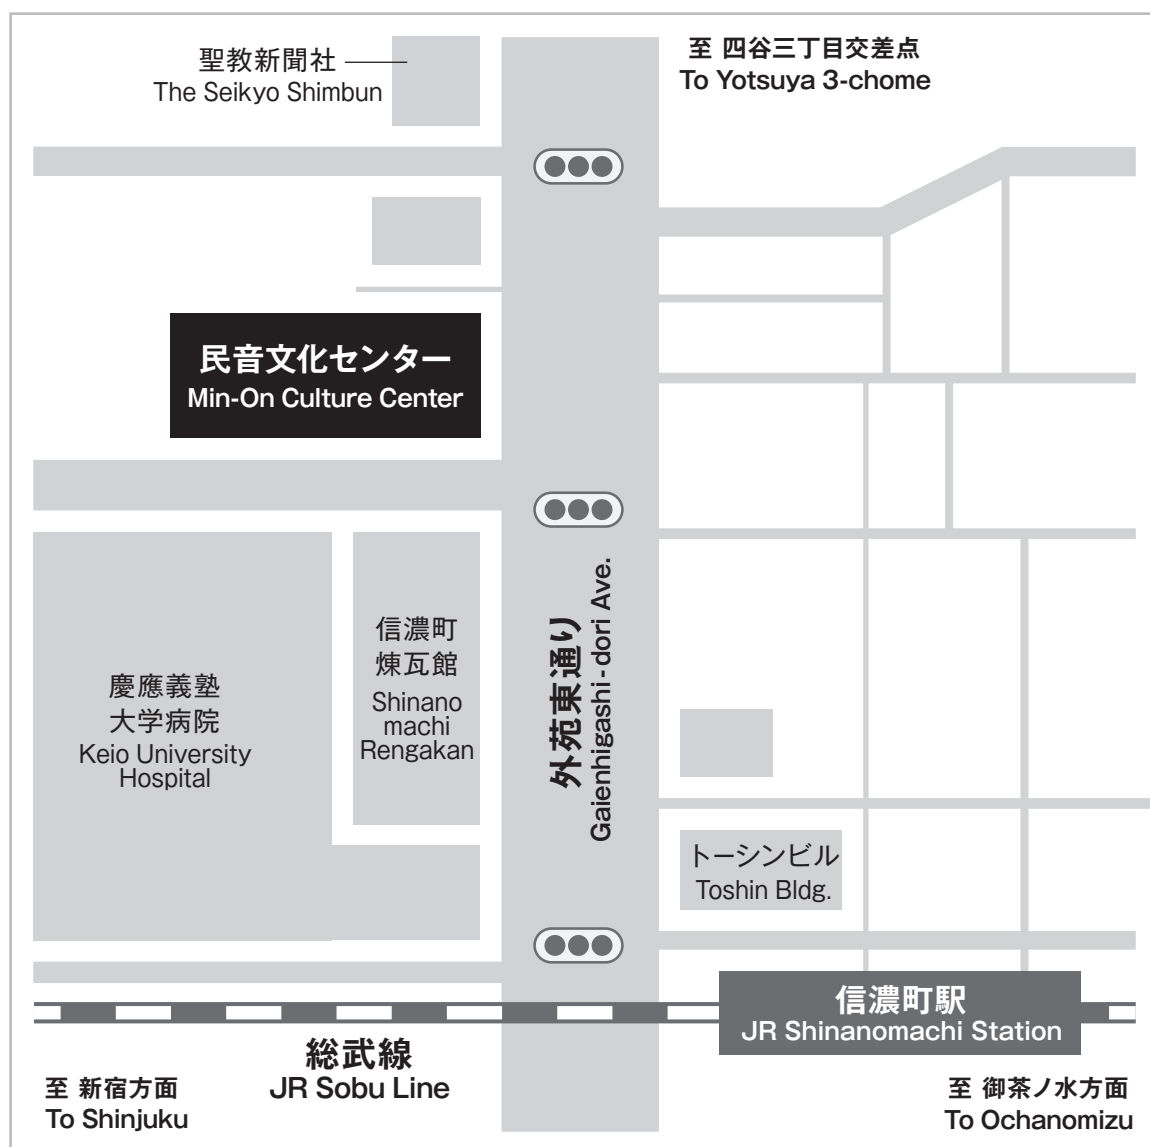 聖教新聞社
The Seikyo Shimbun
至 四谷三丁目交差点
To Yotsuya 3-chome
民音文化センター
Min-On Culture Center
外苑東通り
Gaienhigashi-dori Ave.
信濃町
煉瓦館
Shinano
machi
Rengakan
慶應義塾
大学病院
Keio University
Hospital
トーシンビル
Toshin Bldg.
信濃町駅
JR Shinanomachi Station
総武線
JR Sobu Line
至 新宿方面
To Shinjuku
至 御茶ノ水方面
To Ochanomizu